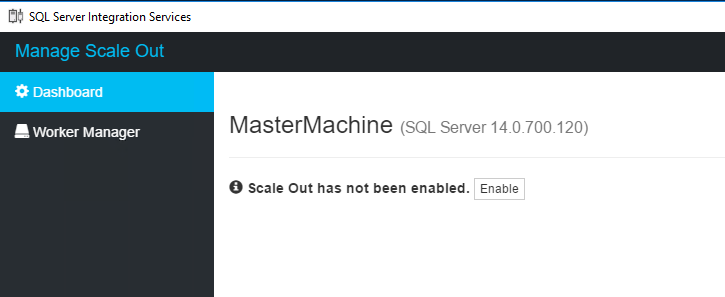 SQL Server Integration Services
Manage Scale Out
Dashboard
Worker Manager
MasterMachine (SQL Server 14.0.700.120)
Scale Out has not been enabled. Enable